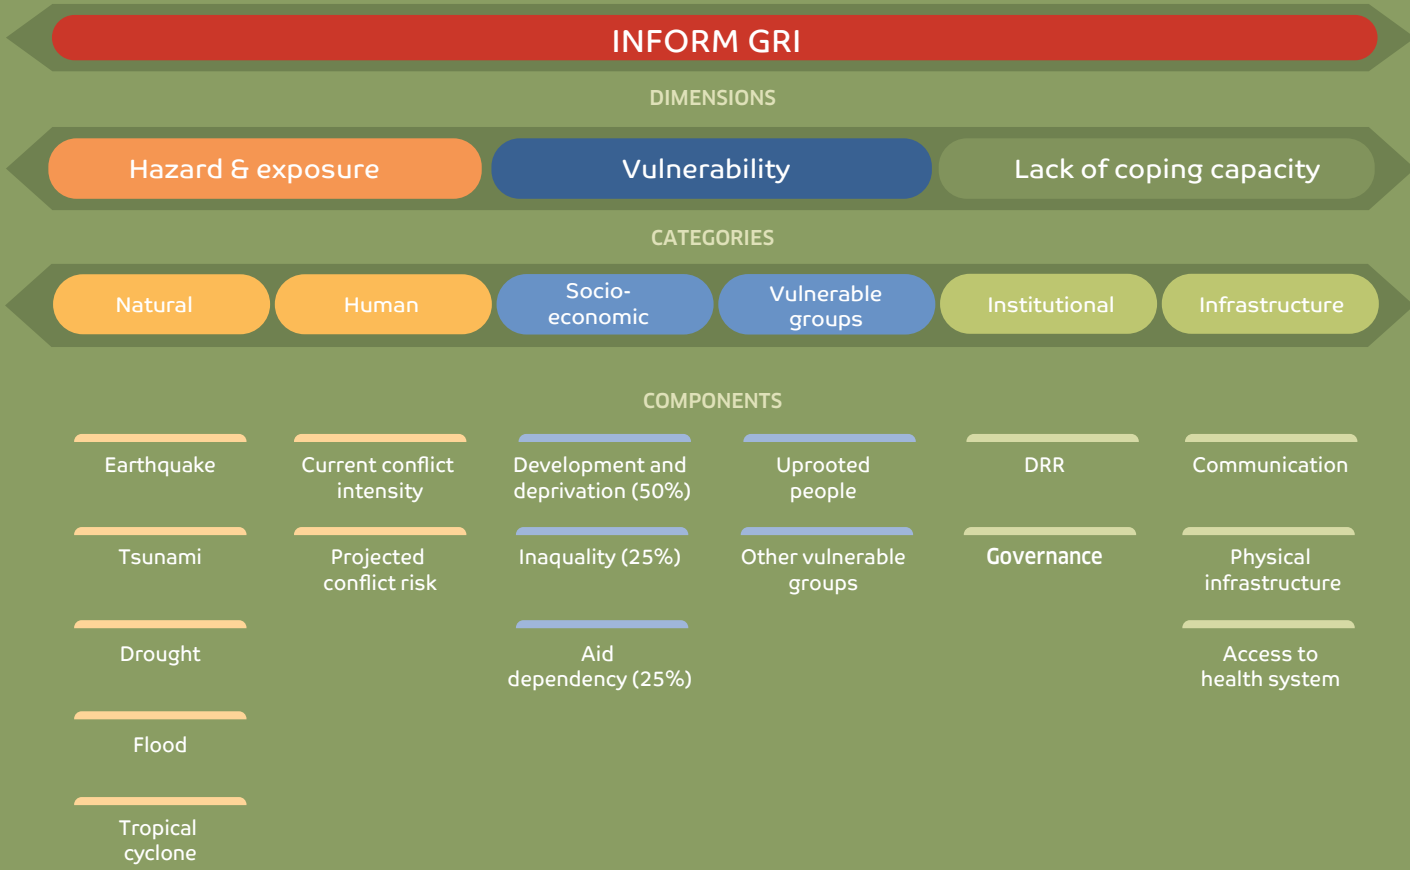 INFORM GRI
DIMENSIONS
Hazard & exposure
Vulnerability
Lack of coping capacity
CATEGORIES
Natural
Human
Socio-
economic
Vulnerable
groups
Institutional
Infrastructure
COMPONENTS
Earthquake
Current conflict
intensity
Development and
deprivation (50%)
Uprooted
people
DRR
Communication
Tsunami
Projected
conflict risk
Inaquality (25%)
Other vulnerable
groups
Governance
Physical
infrastructure
Drought
Aid
dependency (25%)
Access to
health system
Flood
Tropical
cyclone